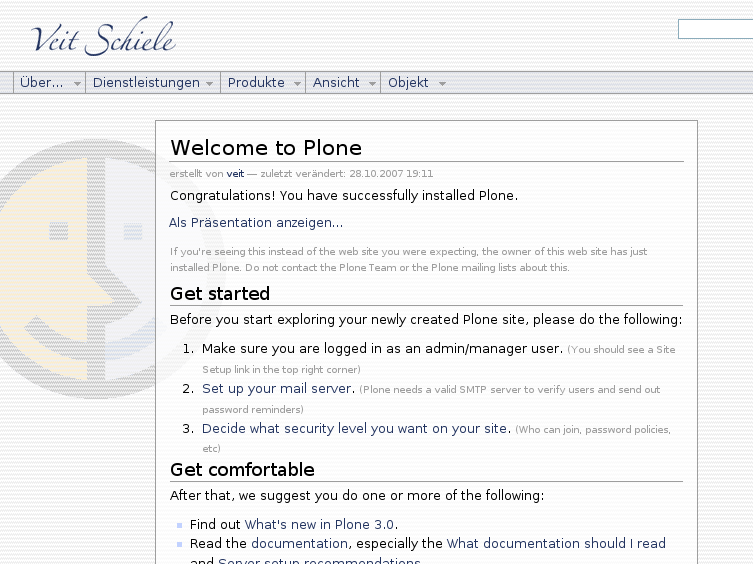 Veit Schiele
Über... Dienstleistungen Produkte Ansicht Objekt
Welcome to Plone
erstellt von veit — zuletzt verändert: 28.10.2007 19:11
Congratulations! You have successfully installed Plone.
Als Präsentation anzeigen...
If you're seeing this instead of the web site you were expecting, the owner of this web site has just
installed Plone. Do not contact the Plone Team or the Plone mailing lists about this.
Get started
Before you start exploring your newly created Plone site, please do the following:
1. Make sure you are logged in as an admin/manager user. (You should see a Site
Setup link in the top right corner)
2. Set up your mail server. (Plone needs a valid SMTP server to verify users and send out
password reminders)
3. Decide what security level you want on your site. (Who can join, password policies,
etc)
Get comfortable
After that, we suggest you do one or more of the following:
Find out What's new in Plone 3.0.
Read the documentation, especially the What documentation should I read
and Server setup recommendations.